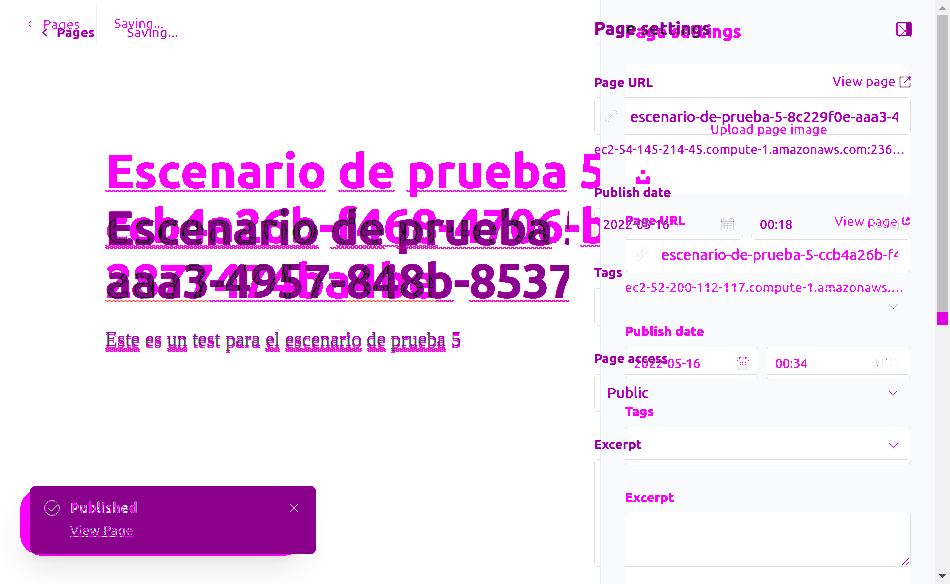 Pages
Saving...
Pages
Saving...
Page settings
Page settings
Page URL
View page
escenario-de-prueba-5-8c229f0e-aaa3-4
Upload page image
ec2-54-145-214-45.compute-1.amazonaws.com:236...
Escenario de prueba 5
Publish date
Page URL
View page
2022-05-16
00:18
Escenario de prueba
escenario-de-prueba-5-ccb4a26b-f4
Tags
aaa3-4957-848b-8537
ec2-52-200-112-117.compute-1.amazonaws....
Publish date
Este es un test para el escenario de prueba 5
Page access
2022-05-16
00:34
Public
Tags
Excerpt
Excerpt
Published
View Page